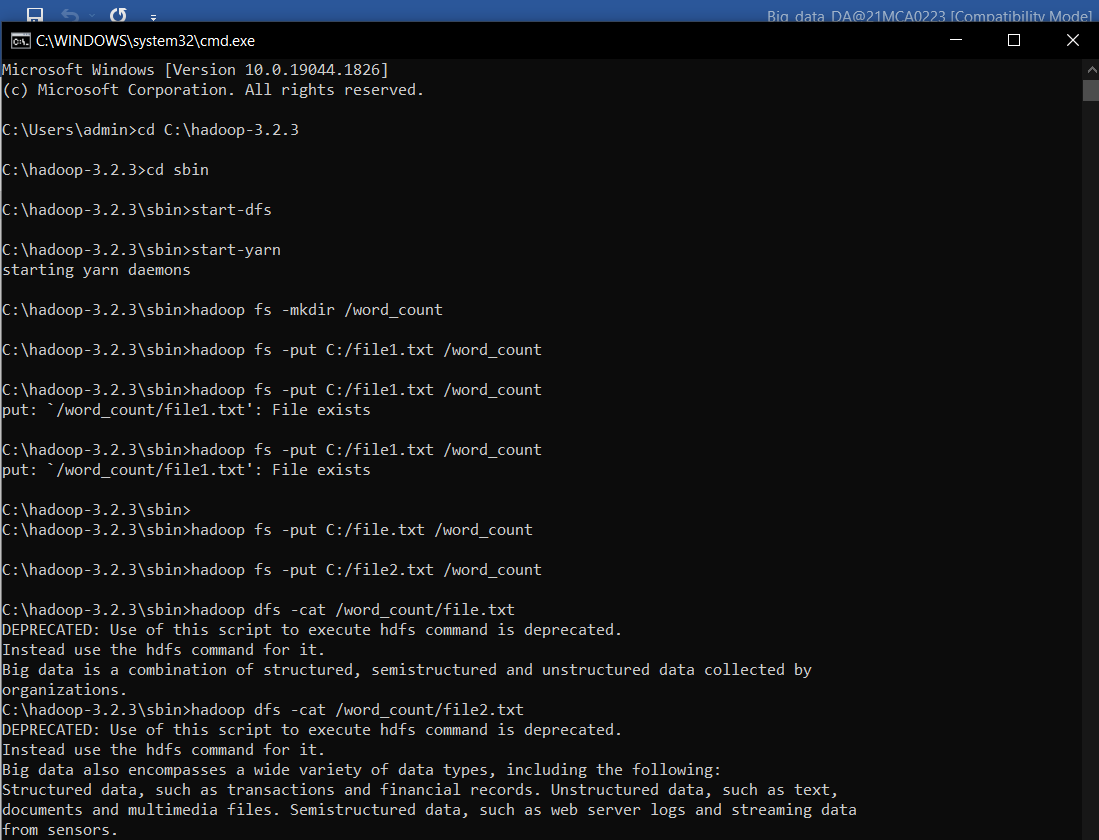 Big_data_DA@21MCA0223 [Compatibility Mode]
C:\WINDOWS\system32\cmd.exe
Microsoft Windows [Version 10.0.19044.1826]
(c) Microsoft Corporation. All rights reserved.
C:\Users\admin>cd C:\hadoop-3.2.3
C:\hadoop-3.2.3>cd sbin
C:\hadoop-3.2.3\sbin>start-dfs
C:\hadoop-3.2.3\sbin>start-yarn
starting yarn daemons
C:\hadoop-3.2.3\sbin>hadoop fs -mkdir /word_count
C:\hadoop-3.2.3\sbin>hadoop fs -put C:/file1.txt /word_count
C:\hadoop-3.2.3\sbin>hadoop fs -put C:/file1.txt /word_count
put: `/word_count/file1.txt': File exists
C:\hadoop-3.2.3\sbin>hadoop fs -put C:/file1.txt /word_count
put: `/word_count/file1.txt': File exists
C:\hadoop-3.2.3\sbin>
C:\hadoop-3.2.3\sbin>hadoop fs -put C:/file.txt /word_count
C:\hadoop-3.2.3\sbin>hadoop fs -put C:/file2.txt /word_count
C:\hadoop-3.2.3\sbin>hadoop dfs -cat /word_count/file.txt
DEPRECATED: Use of this script to execute hdfs command is deprecated.
Instead use the hdfs command for it.
Big data is a combination of structured, semistructured and unstructured data collected by
organizations.
C:\hadoop-3.2.3\sbin>hadoop dfs -cat /word_count/file2.txt
DEPRECATED: Use of this script to execute hdfs command is deprecated.
Instead use the hdfs command for it.
Big data also encompasses a wide variety of data types, including the following:
Structured data, such as transactions and financial records. Unstructured data, such as text,
documents and multimedia files. Semistructured data, such as web server logs and streaming data
from sensors.